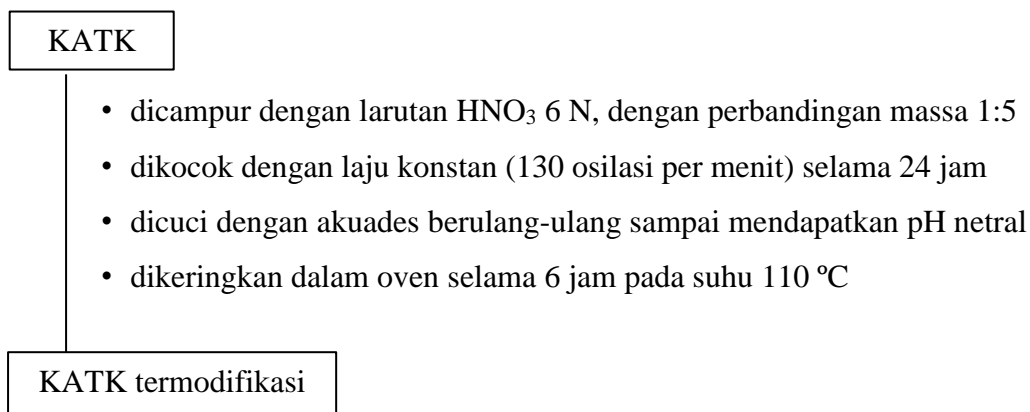 KATK
• dicampur dengan larutan HNO₃ 6 N, dengan perbandingan massa 1:5
• dikocok dengan laju konstan (130 osilasi per menit) selama 24 jam
• dicuci dengan akuades berulang-ulang sampai mendapatkan pH netral
• dikeringkan dalam oven selama 6 jam pada suhu 110 ºC
KATK termodifikasi